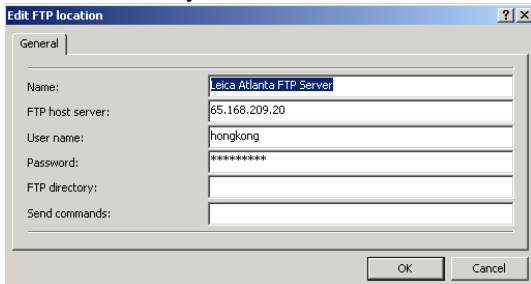 Edit FTP location
General
Name: Leica Atlanta FTP Server
FTP host server: 65.168.209.20
User name: hongkong
Password: *********
FTP directory:
Send commands:
OK Cancel